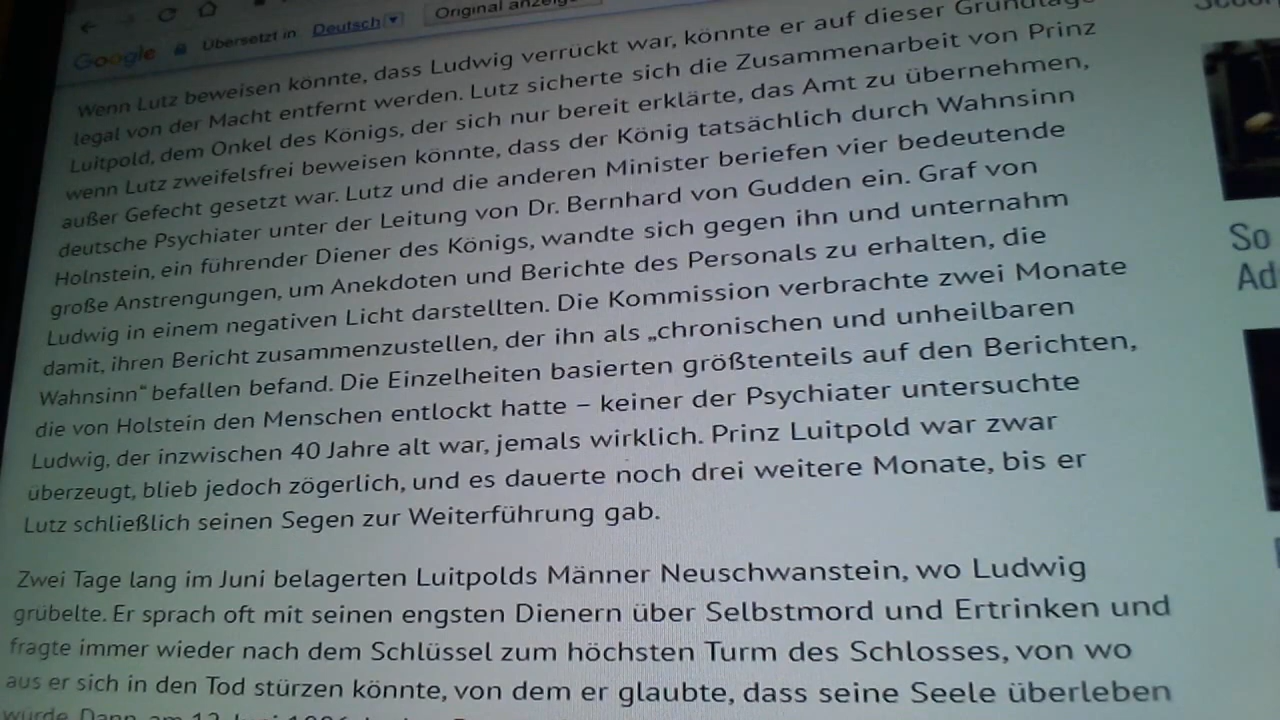 Google Übersetzt in Deutsch Original
Wenn Lutz beweisen könnte, dass Ludwig verrückt war, könnte er auf dieser Grundlage
legal von der Macht entfernt werden. Lutz sicherte sich die Zusammenarbeit von Prinz
Luitpold, dem Onkel des Königs, der sich nur bereit erklärte, das Amt zu übernehmen,
wenn Lutz zweifelsfrei beweisen könnte, dass der König tatsächlich durch Wahnsinn
außer Gefecht gesetzt war. Lutz und die anderen Minister beriefen vier bedeutende
deutsche Psychiater unter der Leitung von Dr. Bernhard von Gudden ein. Graf von
Holnstein, ein führender Diener des Königs, wandte sich gegen ihn und unternahm
große Anstrengungen, um Anekdoten und Berichte des Personals zu erhalten, die
Ludwig in einem negativen Licht darstellten. Die Kommission verbrachte zwei Monate
damit, ihren Bericht zusammenzustellen, der ihn als „chronischen und unheilbaren
Wahnsinn“ befallen befand. Die Einzelheiten basierten größtenteils auf den Berichten,
die von Holstein den Menschen entlockt hatte – keiner der Psychiater untersuchte
Ludwig, der inzwischen 40 Jahre alt war, jemals wirklich. Prinz Luitpold war zwar
überzeugt, blieb jedoch zögerlich, und es dauerte noch drei weitere Monate, bis er
Lutz schließlich seinen Segen zur Weiterführung gab.
Zwei Tage lang im Juni belagerten Luitpolds Männer Neuschwanstein, wo Ludwig
grübelte. Er sprach oft mit seinen engsten Dienern über Selbstmord und Ertrinken und
fragte immer wieder nach dem Schlüssel zum höchsten Turm des Schlosses, von wo
aus er sich in den Tod stürzen könnte, von dem er glaubte, dass seine Seele überleben
würde. Dann am
So
Ad